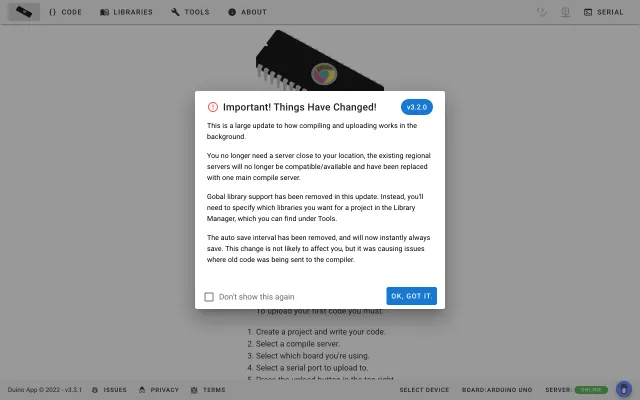 CODE LIBRARIES TOOLS ABOUT SERIAL
Important! Things Have Changed! v3.2.0
This is a large update to how compiling and uploading works in the
background.
You no longer need a server close to your location, the existing regional
servers will no longer be compatible/available and have been replaced
with one main compile server.
Gobal library support has been removed in this update. Instead, you'll
need to specify which libraries you want for a project in the Library
Manager, which you can find under Tools.
The auto save interval has been removed, and will now instantly always
save. This change is not likely to affect you, but it was causing issues
where old code was being sent to the compiler.
Don't show this again OK, GOT IT.
To upload your first code you must:
1. Create a project and write your code.
2. Select a compile server.
3. Select which board you're using.
4. Select a serial port to upload to.
5. Press the upload button in the top right
Duino App © 2022 - v3.3.1 ISSUES PRIVACY TERMS SELECT DEVICE BOARD:ARDUINO UNO SERVER: ONLINE